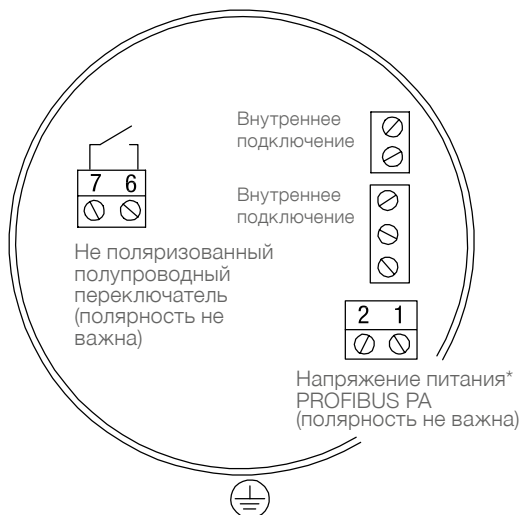 Внутреннее
подключение
7 6
Внутреннее
подключение
Не поляризованный
полупроводный
переключатель
(полярность не
важна)
2 1
Напряжение питания*
PROFIBUS PA
(полярность не важна)